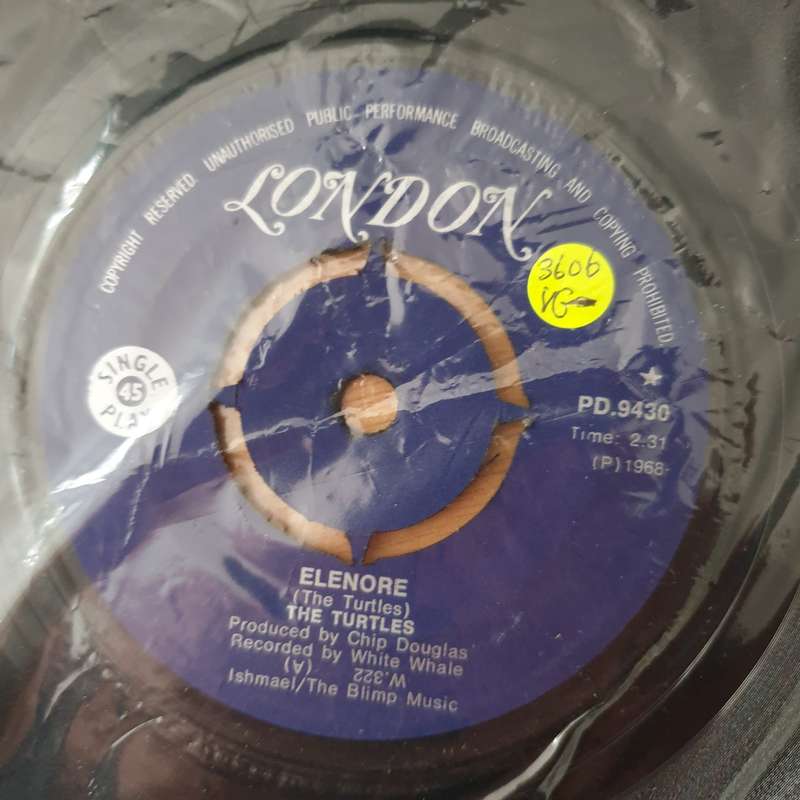 COPYRIGHT RESERVED UNAUTHORISED PUBLIC PERFORMANCE BROADCASTING AND COPYING PROHIBITED
LONDON
3606
VG-
SINGLE
45
PLAY
PD.9430
Time: 2.31
(P)1968
ELENORE
(The Turtles)
THE TURTLES
Produced by Chip Douglas
Recorded by White Whale
W.322 (A)
Ishmael/The Blimp Music